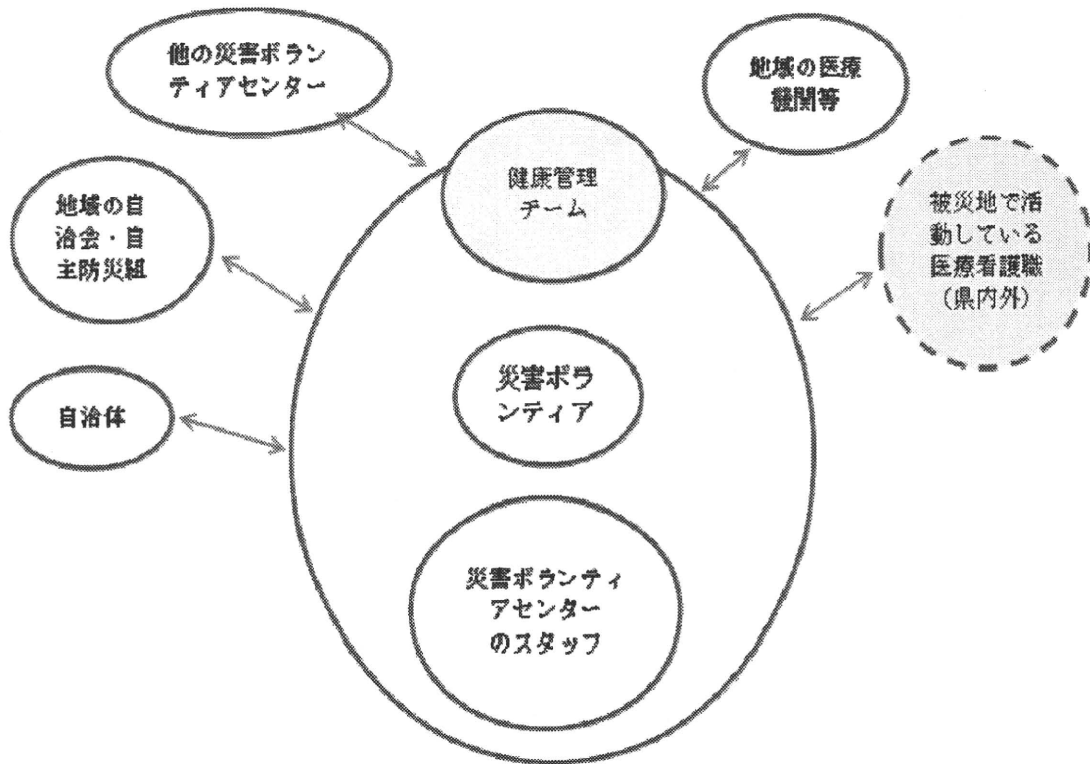 他の災害ボラン
ティアセンター
地域の医療
機関等
健康管理
チーム
地域の自
治会・自
主防災組
被災地で活
動している
医療看護職
（県内外）
災害ボラ
ンティア
自治体
災害ボランティ
アセンター
のスタッフ